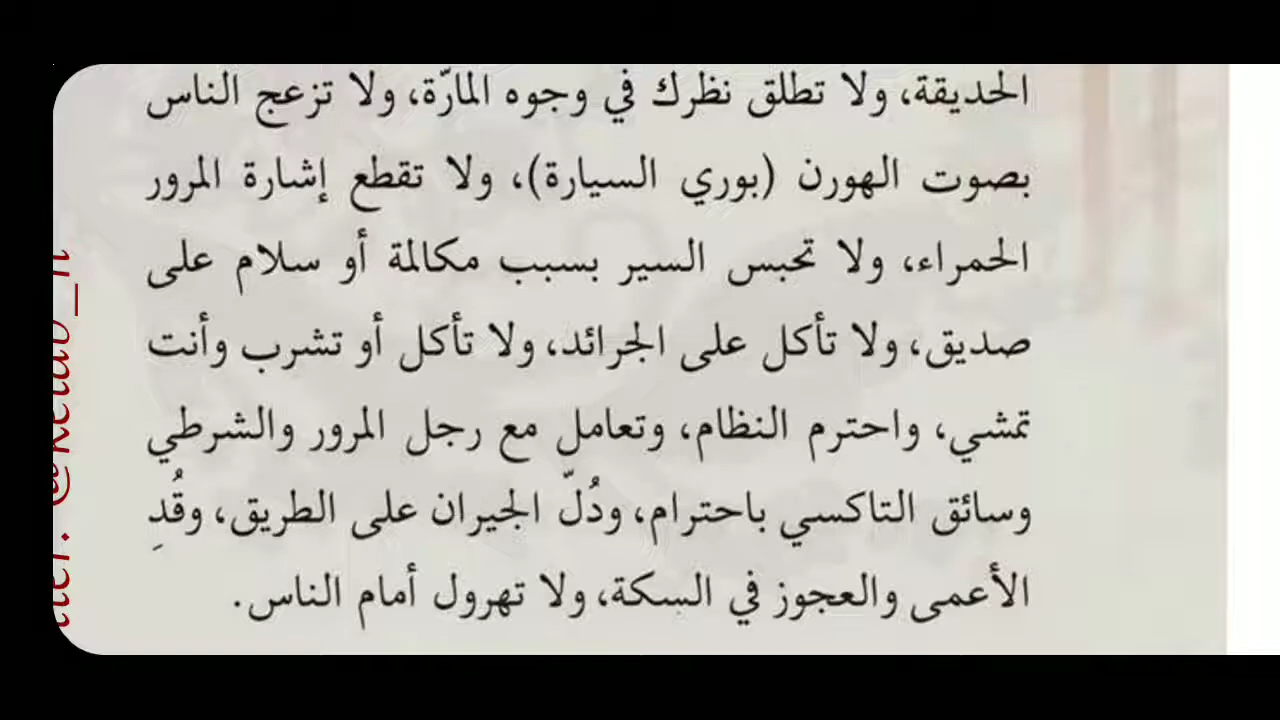 الحديقة، ولا تطلق نظرك في وجوه المارّة، ولا تزعج الناس
بصوت الهورن (بوري السيارة)، ولا تقطع إشارة المرور
الحمراء، ولا تحبس السير بسبب مكالمة أو سلام على
صديق، ولا تأكل على الجرائد، ولا تأكل أو تشرب وأنت
تمشي، واحترم النظام، وتعامل مع رجل المرور والشرطي
وسائق التاكسي باحترام، ودُلّ الجيران على الطريق، وقُدِ
الأعمى والعجوز في السكة، ولا تهرول أمام الناس.